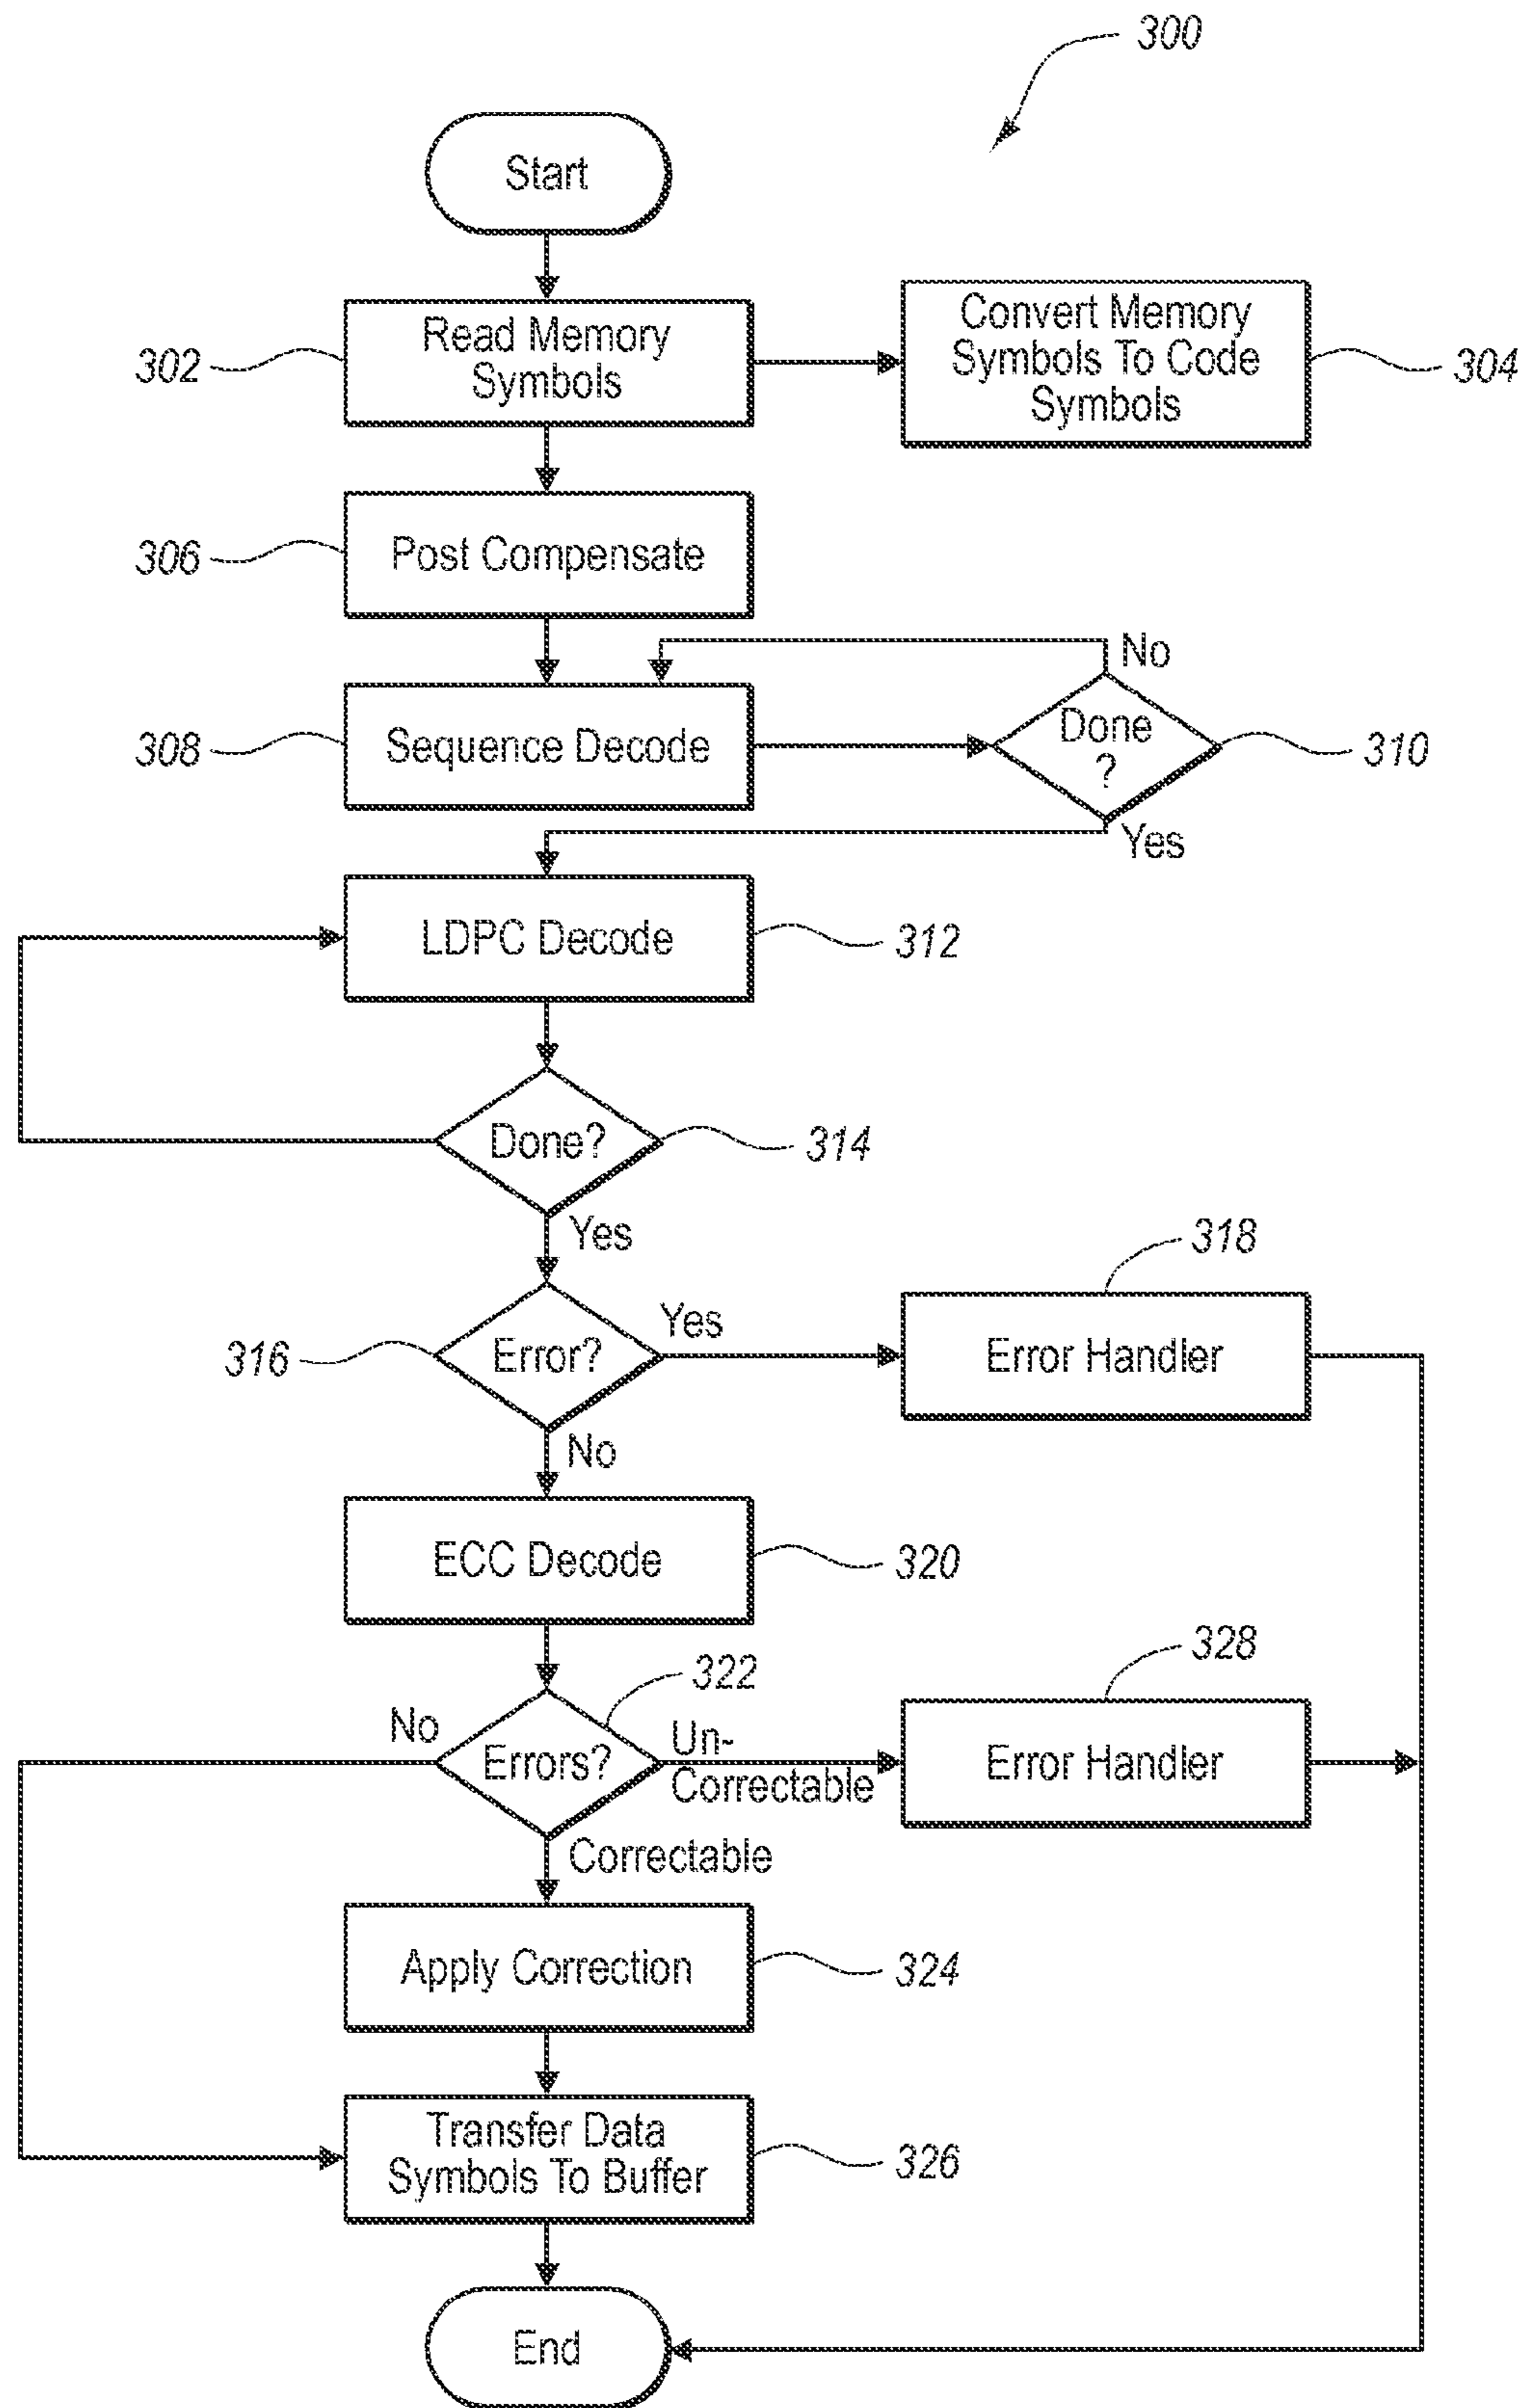 300
Start
Read Memory
Symbols
302
Convert Memory
Symbols To Code
Symbols
304
Post Compensate
306
No
Sequence Decode
308
Done
?
310
Yes
LDPC Decode
312
Done?
314
Yes
318
Error?
316
Yes
Error Handler
No
ECC Decode
320
322
328
No
Errors?
Un-
Correctable
Error Handler
Correctable
Apply Correction
324
Transfer Data
Symbols To Buffer
326
End